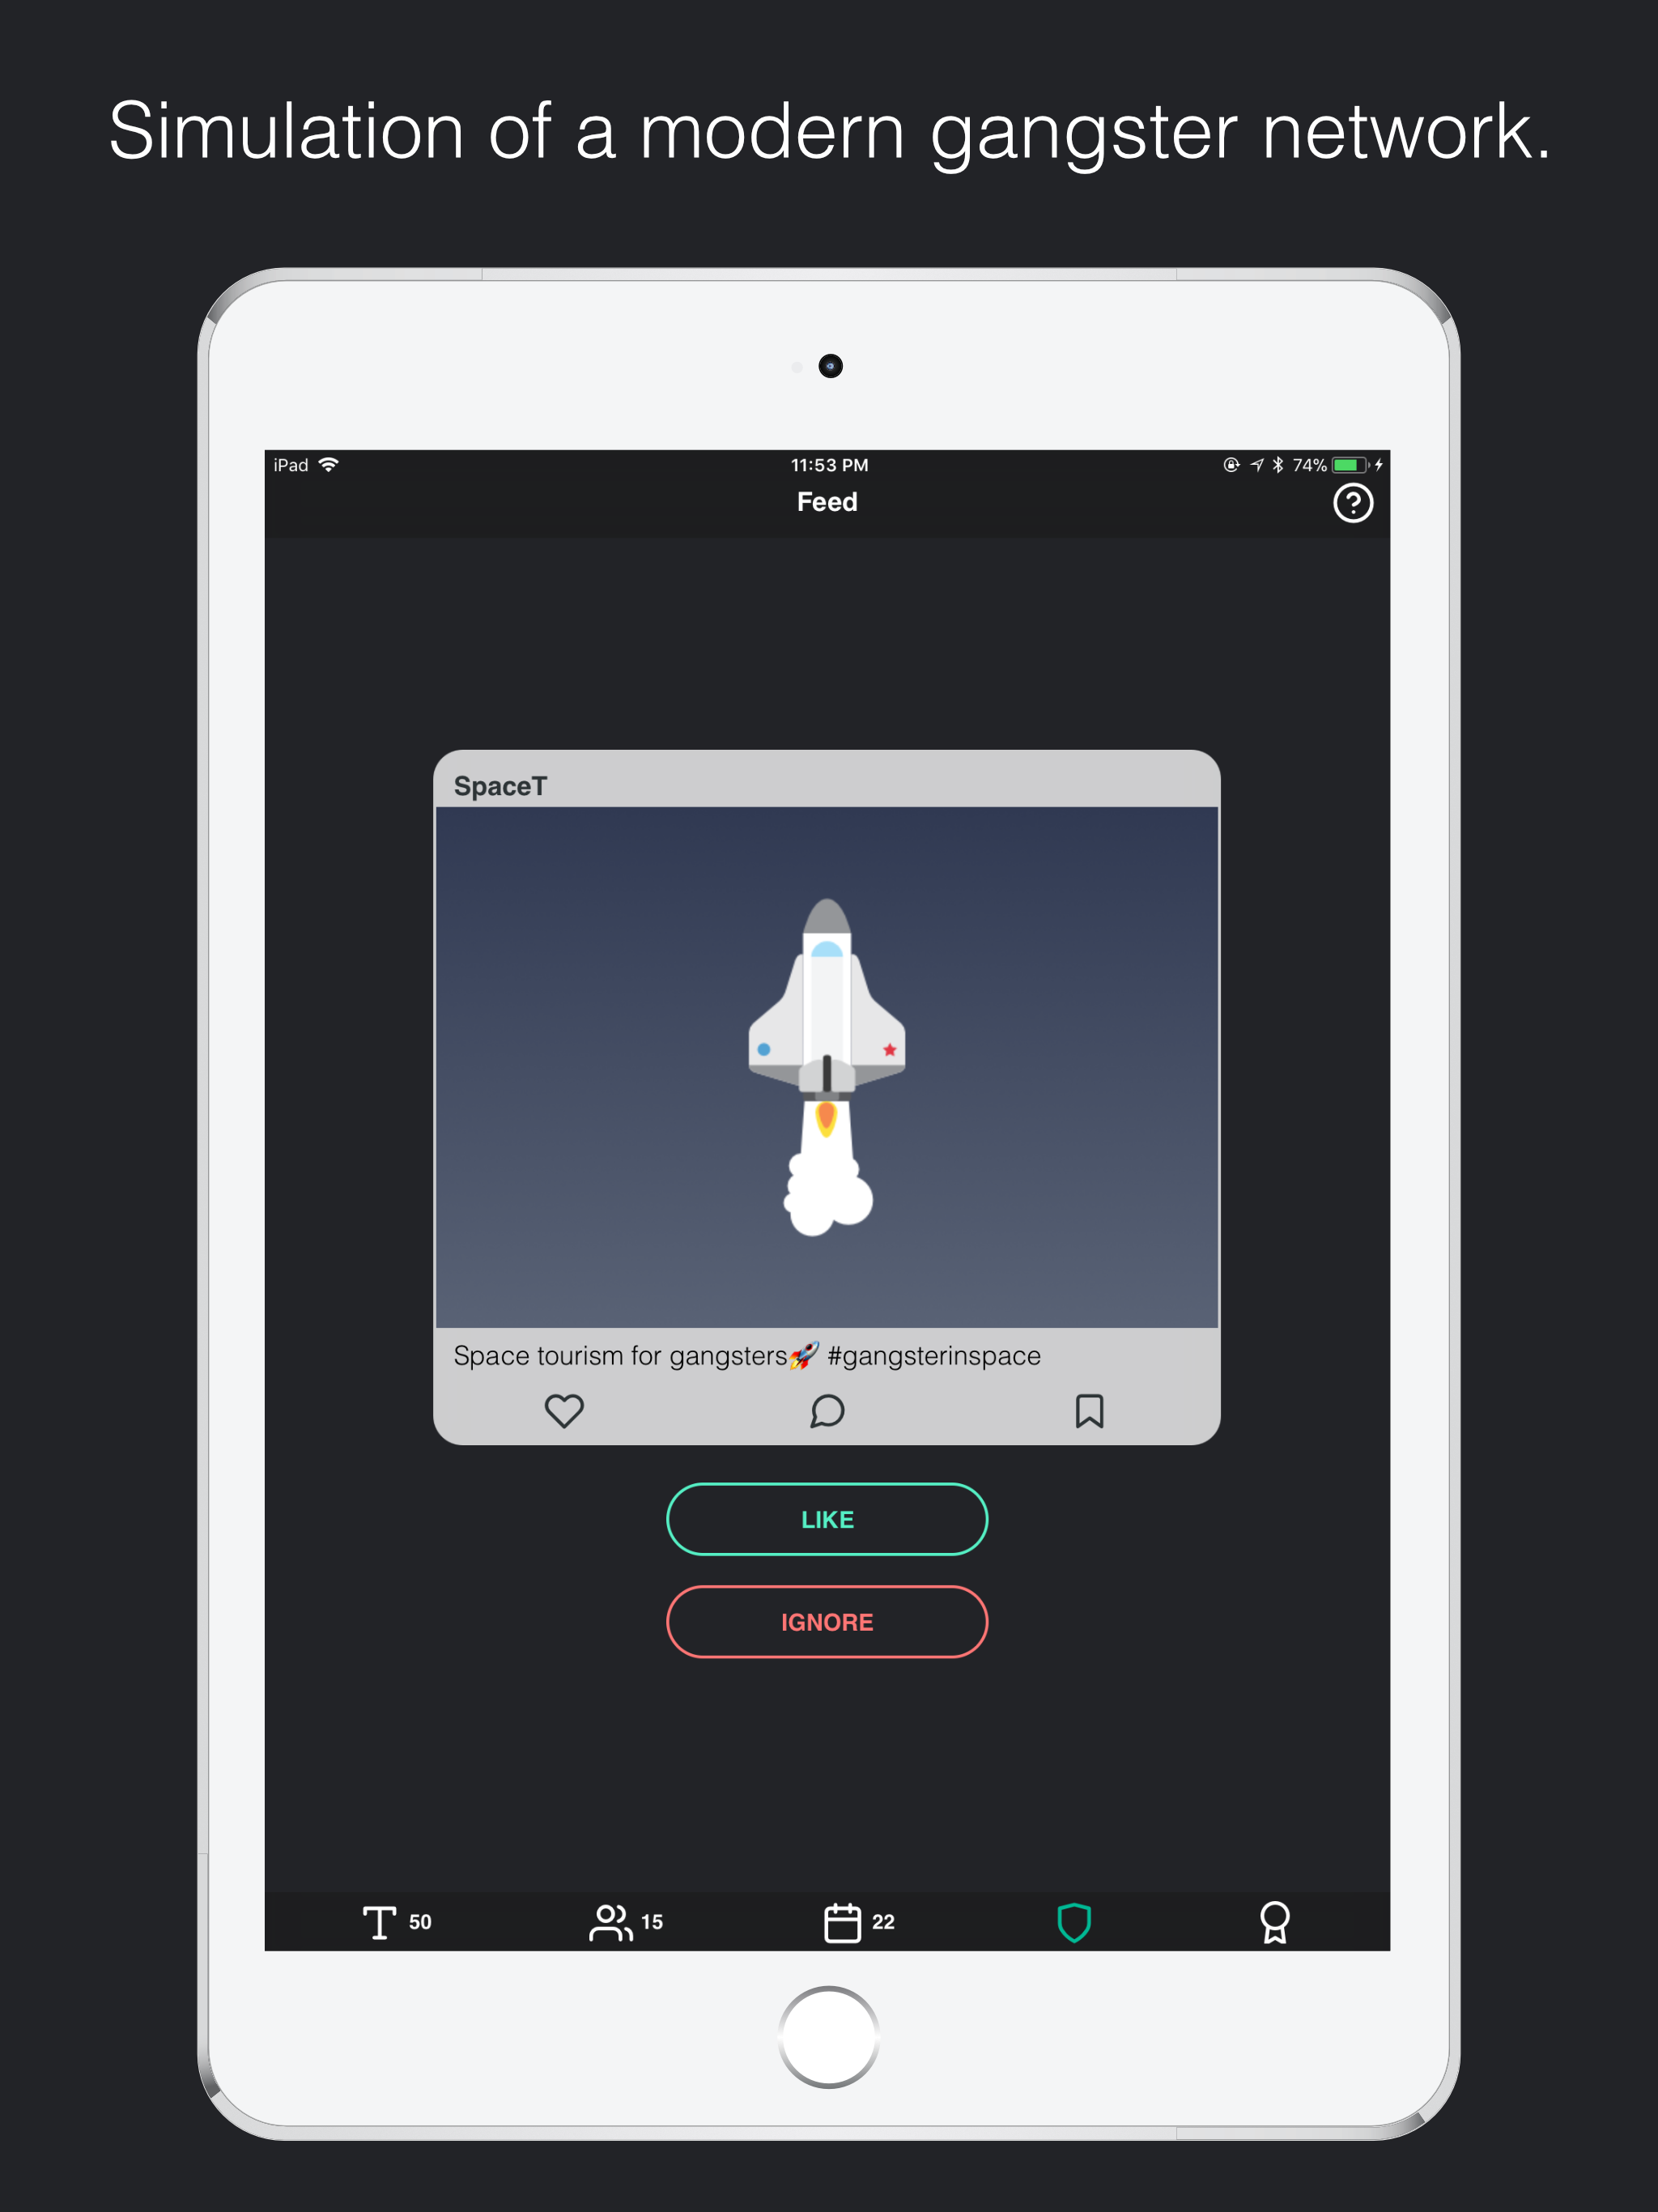 Simulation of a modern gangster network.
iPad 11:53 PM 74%
Feed
SpaceT
Space tourism for gangsters🚀 #gangsterinspace
LIKE
IGNORE
50 15 22